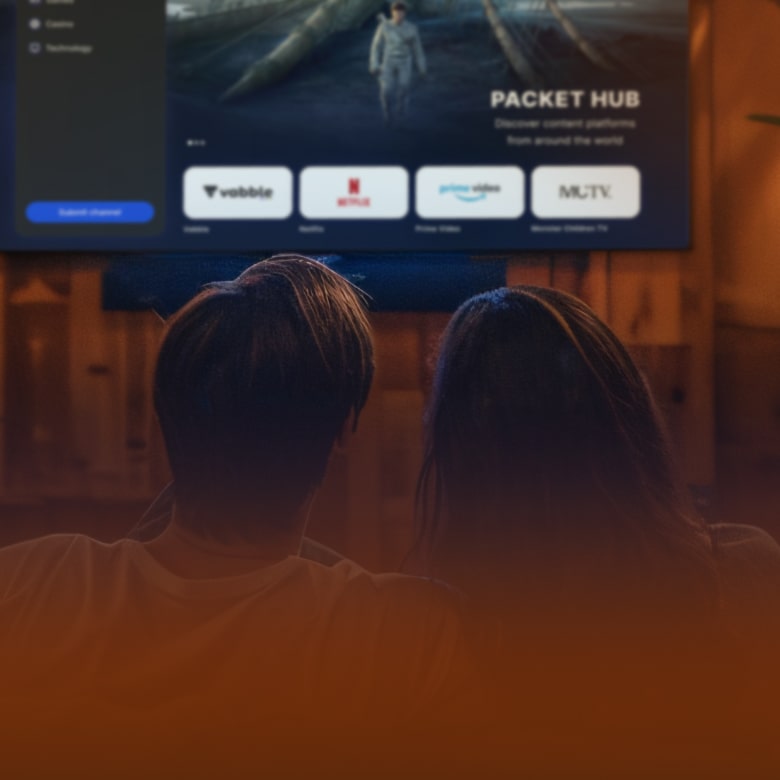 Games
Casino
Technology
Submit channel
PACKET HUB
Discover content platforms
from around the world
vabble
NETFLIX
prime video
MCTV.
Vabble
Netflix
Prime Video
Monster Children TV